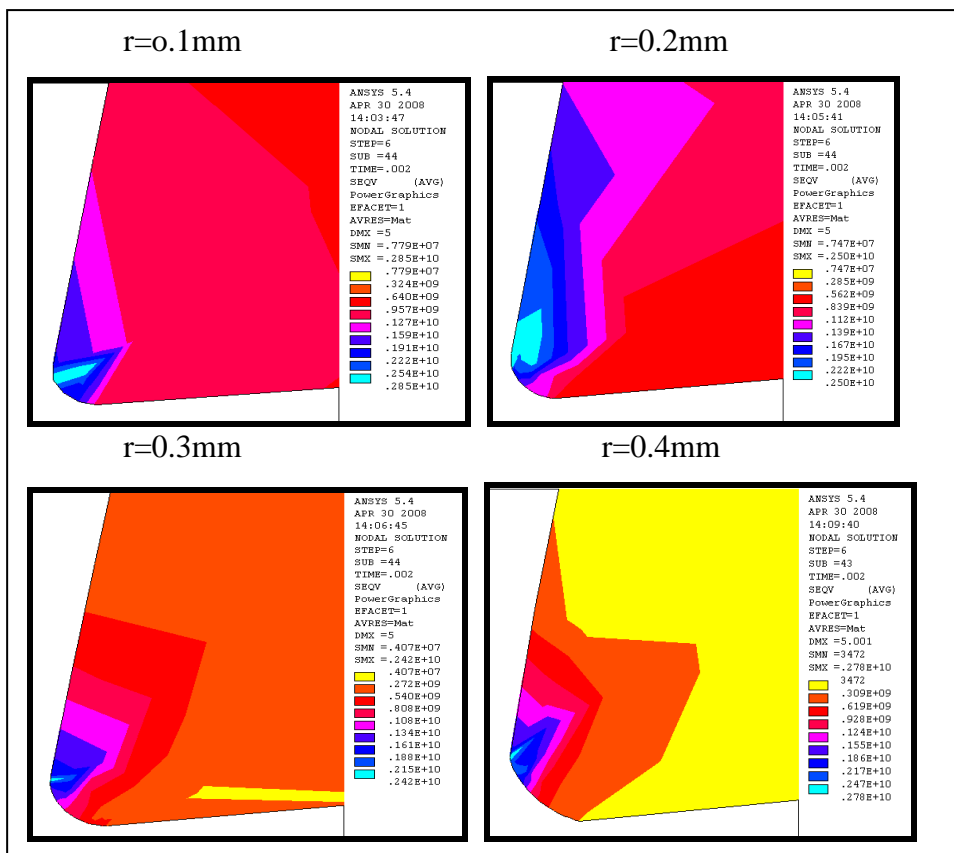 r=o.1mm
ANSYS 5.4
APR 30 2008
14:03:47
NODAL SOLUTION
STEP=6
SUB =44
TIME=.002
SEQV (AVG)
PowerGraphics
EFACET=1
AVRES=Mat
DMX =5
SMN =.779E+07
SMX =.285E+10
.779E+07
.324E+09
.640E+09
.957E+09
.127E+10
.159E+10
.191E+10
.222E+10
.254E+10
.285E+10
r=0.2mm
ANSYS 5.4
APR 30 2008
14:05:41
NODAL SOLUTION
STEP=6
SUB =44
TIME=.002
SEQV (AVG)
PowerGraphics
EFACET=1
AVRES=Mat
DMX =5
SMN =.747E+07
SMX =.250E+10
.747E+07
.285E+09
.562E+09
.839E+09
.112E+10
.139E+10
.167E+10
.195E+10
.222E+10
.250E+10
r=0.3mm
ANSYS 5.4
APR 30 2008
14:06:45
NODAL SOLUTION
STEP=6
SUB =44
TIME=.002
SEQV (AVG)
PowerGraphics
EFACET=1
AVRES=Mat
DMX =5
SMN =.407E+07
SMX =.242E+10
.407E+07
.272E+09
.540E+09
.808E+09
.108E+10
.134E+10
.161E+10
.188E+10
.215E+10
.242E+10
r=0.4mm
ANSYS 5.4
APR 30 2008
14:09:40
NODAL SOLUTION
STEP=6
SUB =43
TIME=.002
SEQV (AVG)
PowerGraphics
EFACET=1
AVRES=Mat
DMX =5.001
SMN =3472
SMX =.278E+10
3472
.309E+09
.619E+09
.928E+09
.124E+10
.155E+10
.186E+10
.217E+10
.247E+10
.278E+10